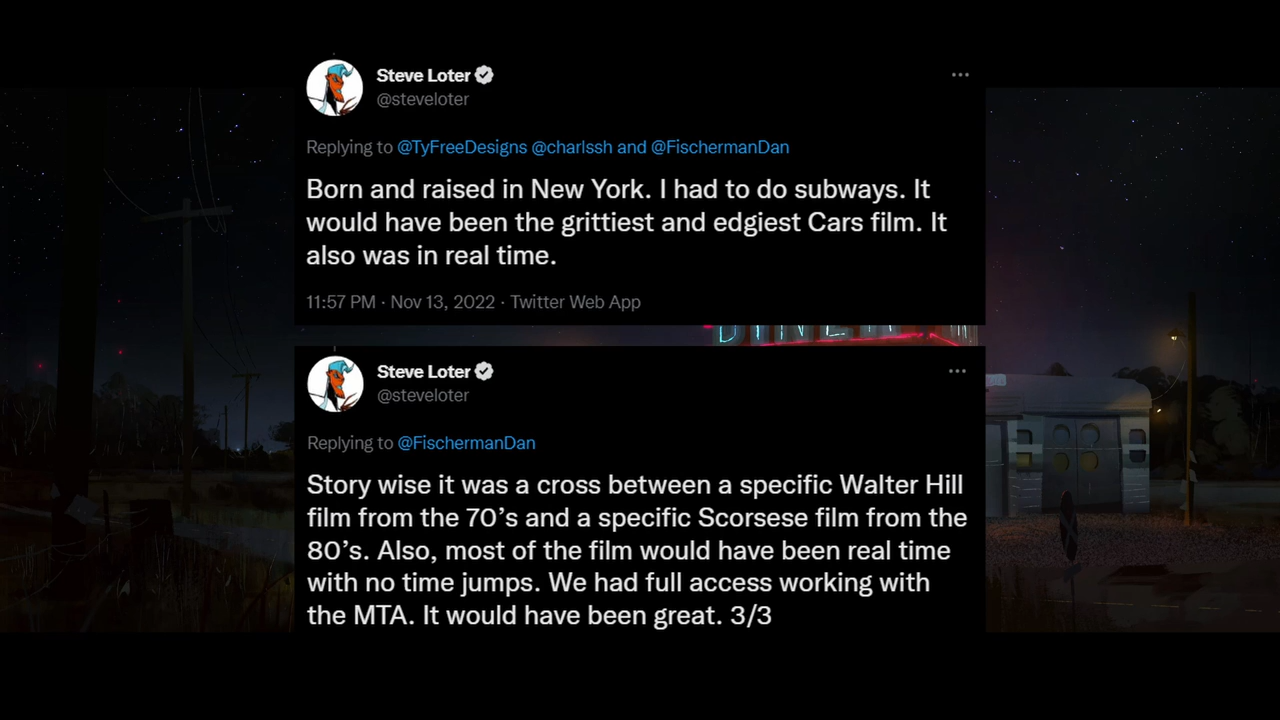 Steve Loter
@steveloter
Replying to @TyFreeDesigns @charlssh and @FischermanDan
Born and raised in New York. I had to do subways. It
would have been the grittiest and edgiest Cars film. It
also was in real time.
11:57 PM · Nov 13, 2022 · Twitter Web App
DINER
Steve Loter
@steveloter
Replying to @FischermanDan
Story wise it was a cross between a specific Walter Hill
film from the 70’s and a specific Scorsese film from the
80’s. Also, most of the film would have been real time
with no time jumps. We had full access working with
the MTA. It would have been great. 3/3